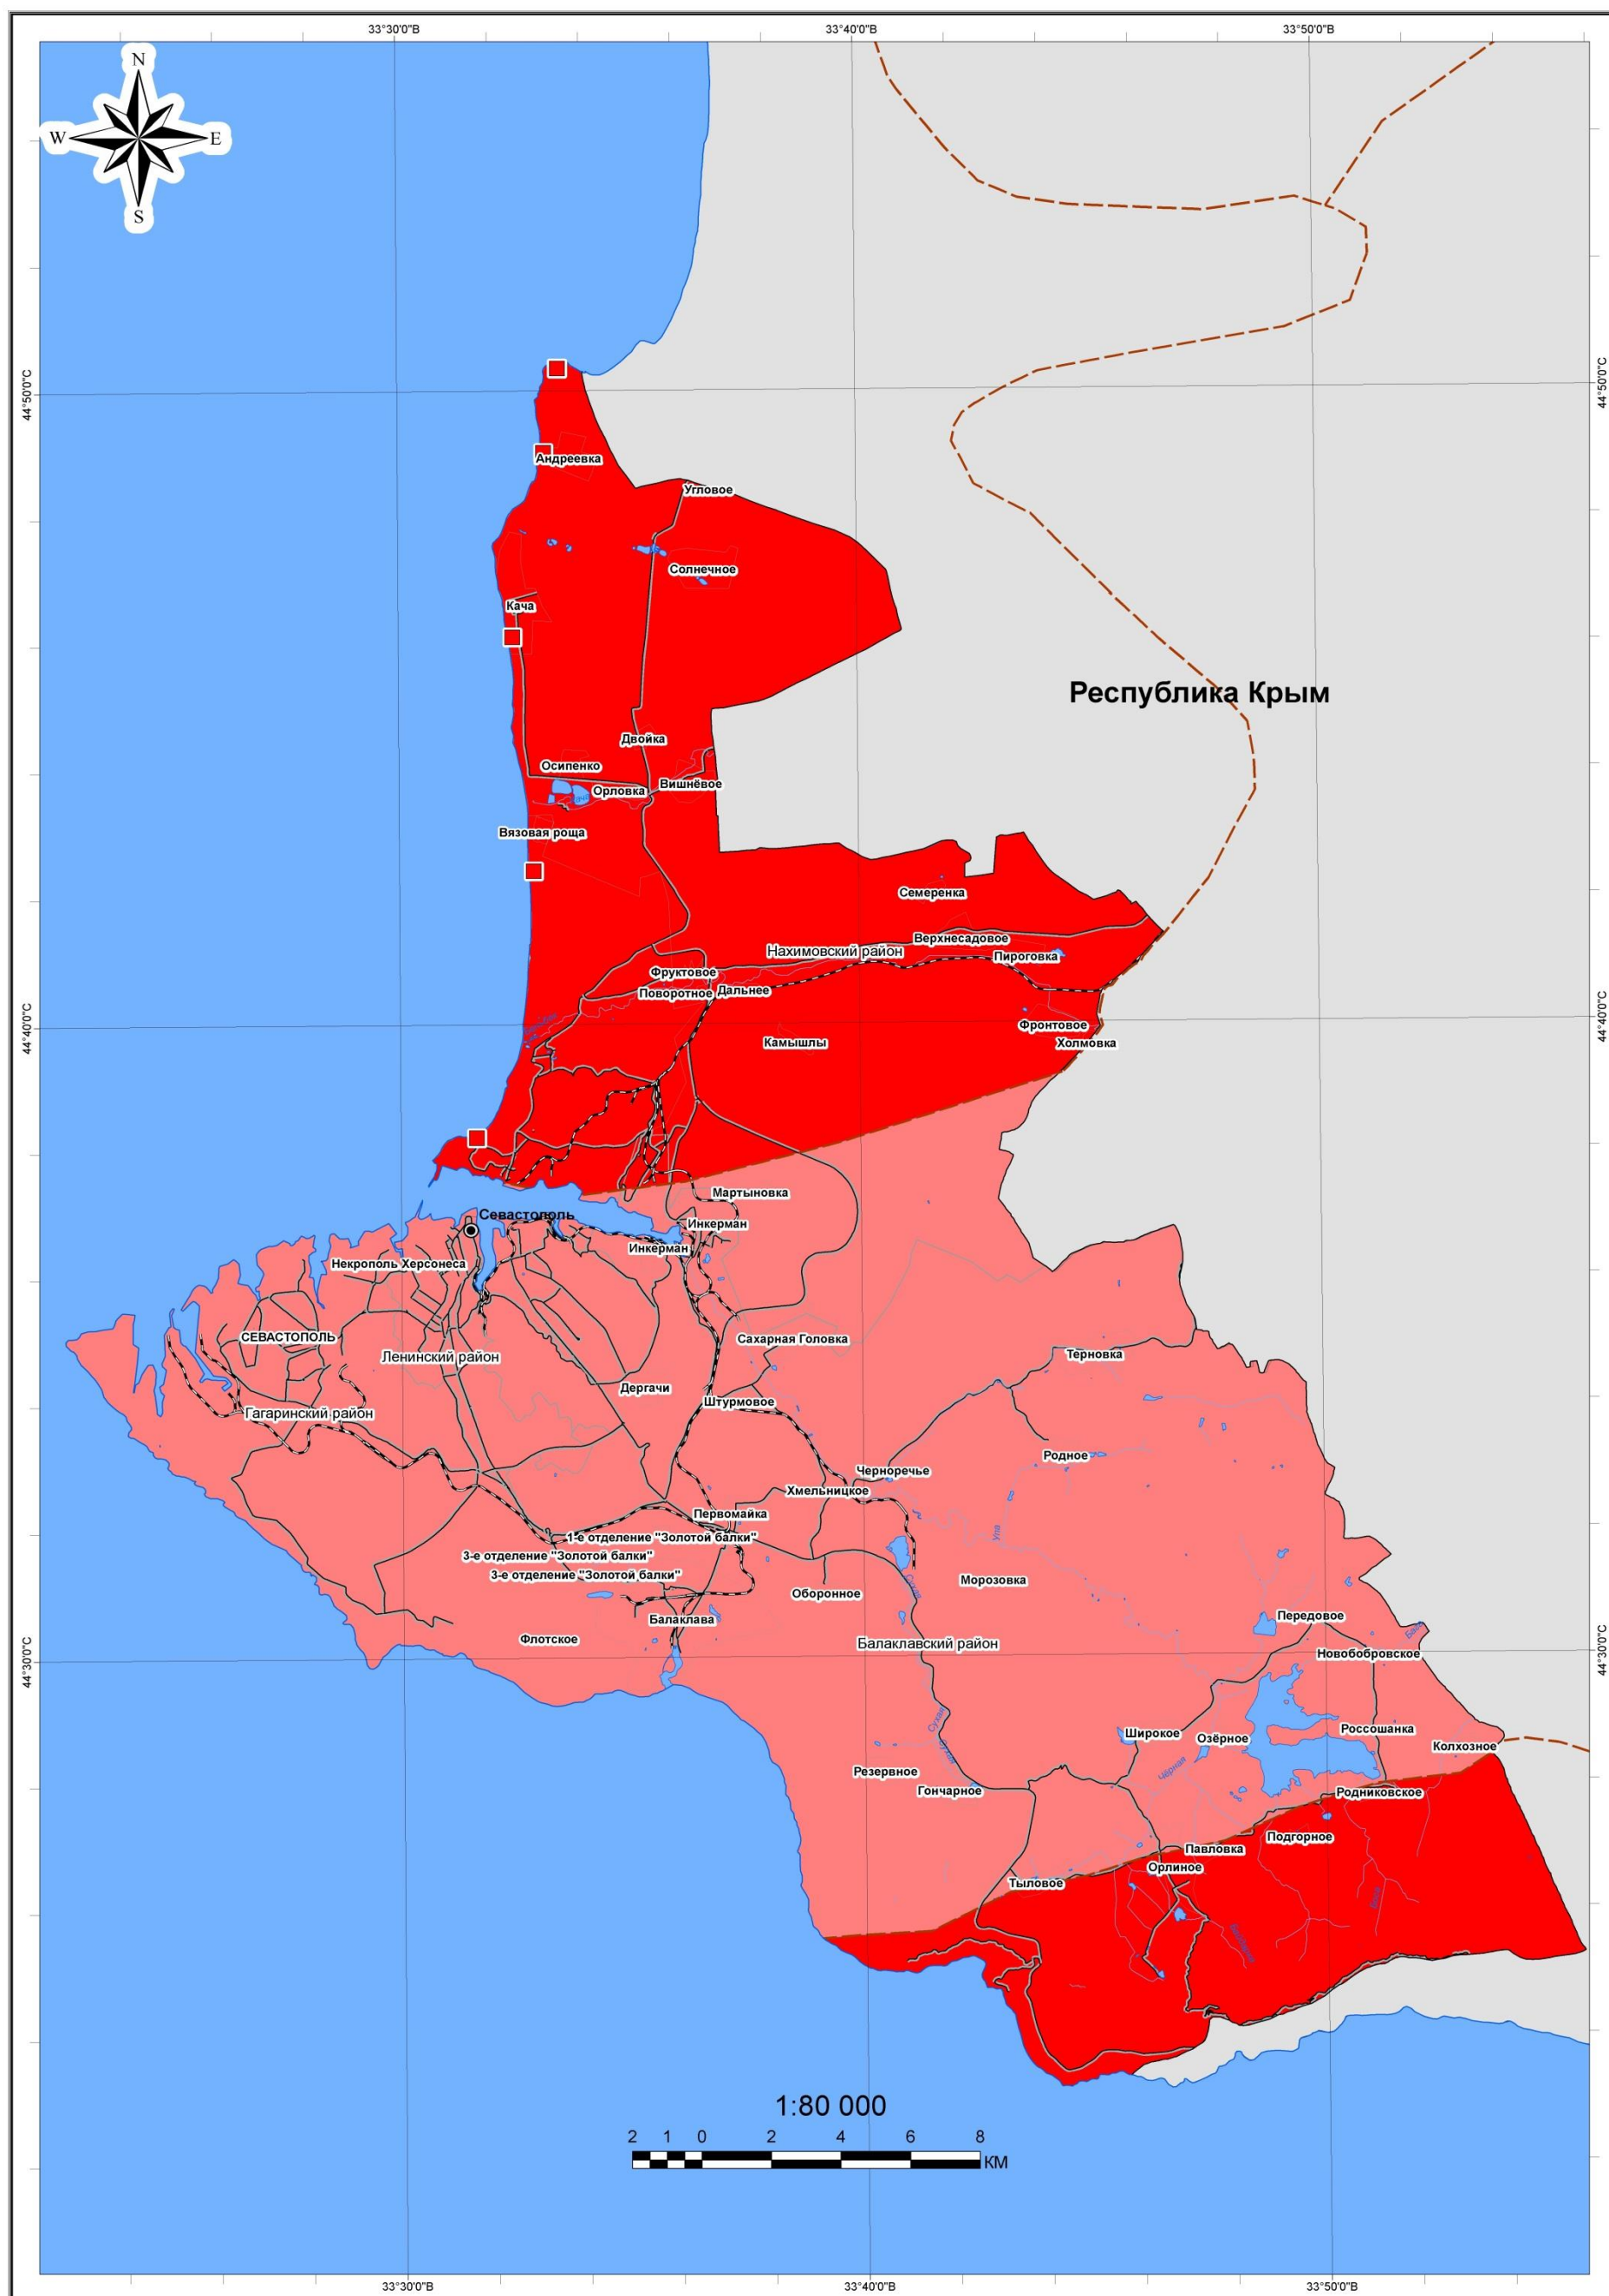 33°30'0"В
33°40'0"В
33°50'0"В
N
W
E
S
44°50'0"С
44°50'0"С
Андреевка
Угловое
Солнечное
Кача
Республика Крым
Двойка
Осипенко
Вишнёвое
Орловка
Вязовая роща
Семеренка
Верхнесадовое
Нахимовский район
Пироговка
Фруктовое
Поворотное
Дальнее
44°40'0"С
44°40'0"С
Фронтовое
Камышлы
Холмовка
Мартыновка
Севастополь
Инкерман
Инкерман
Некрополь Херсонеса
СЕВАСТОПОЛЬ
Сахарная Головка
Терновка
Ленинский район
Дергачи
Штурмовое
Гагаринский район
Родное
Черноречье
Хмельницкое
Первомайка
Упа
1-е отделение "Золотой балки"
3-е отделение "Золотой балки"
3-е отделение "Золотой балки"
Морозовка
Сухая
Оборонное
Передовое
Балаклава
Флотское
Балаклавский район
Новобобровское
44°30'0"С
44°30'0"С
Сухая
Россошанка
Широкое
Озёрное
Колхозное
Сухая
Чёрная
Резервное
Гончарное
Родниковское
Подгорное
Павловка
Орлиное
Тыловое
1:80 000
2 1 0 2 4 6 8
КМ
33°30'0"В
33°40'0"В
33°50'0"В